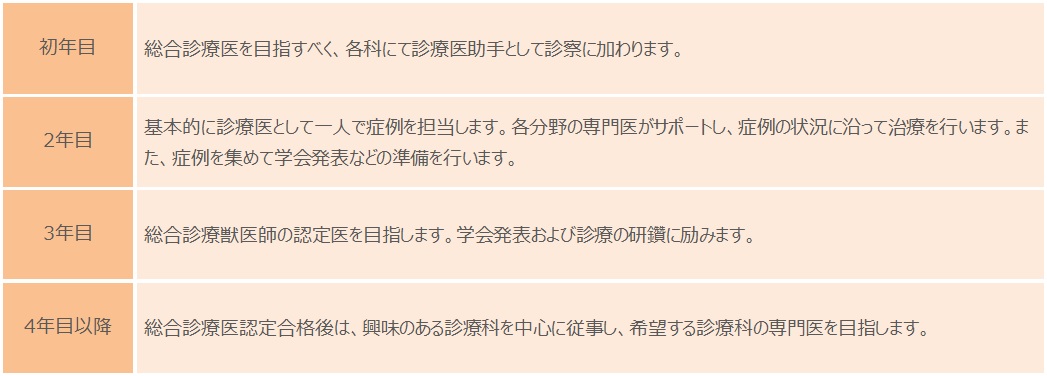 初年目
総合診療医を目指すべく、各科にて診療医助手として診察に加わります。
2年目
基本的に診療医として一人で症例を担当します。各分野の専門医がサポートし、症例の状況に沿って治療を行います。ま
た、症例を集めて学会発表などの準備を行います。
3年目
総合診療獣医師の認定医を目指します。学会発表および診療の研鑽に励みます。
4年目以降
総合診療医認定合格後は、興味のある診療科を中心に従事し、希望する診療科の専門医を目指します。